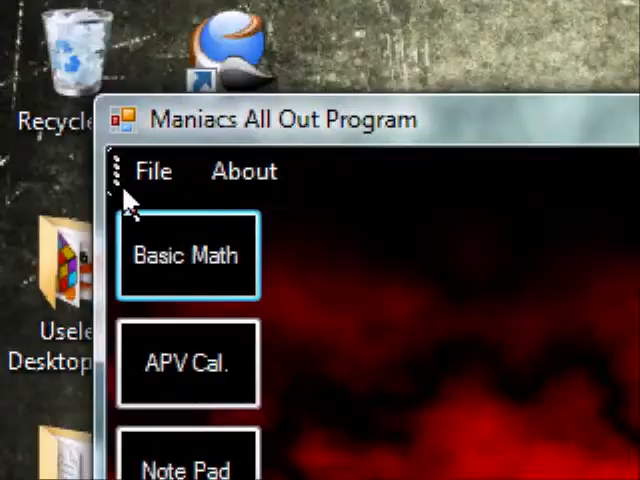 Recycle
Maniacs All Out Program
File About
Basic Math
Usele
Desktop
APV Cal.
Note Pad